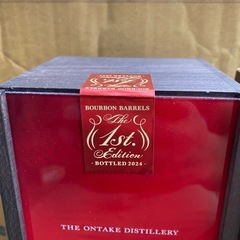 BOURBON BARRELS
The
1st.
Edition
- BOTTLED 2024 -
THE ONTAKE DISTILLERY